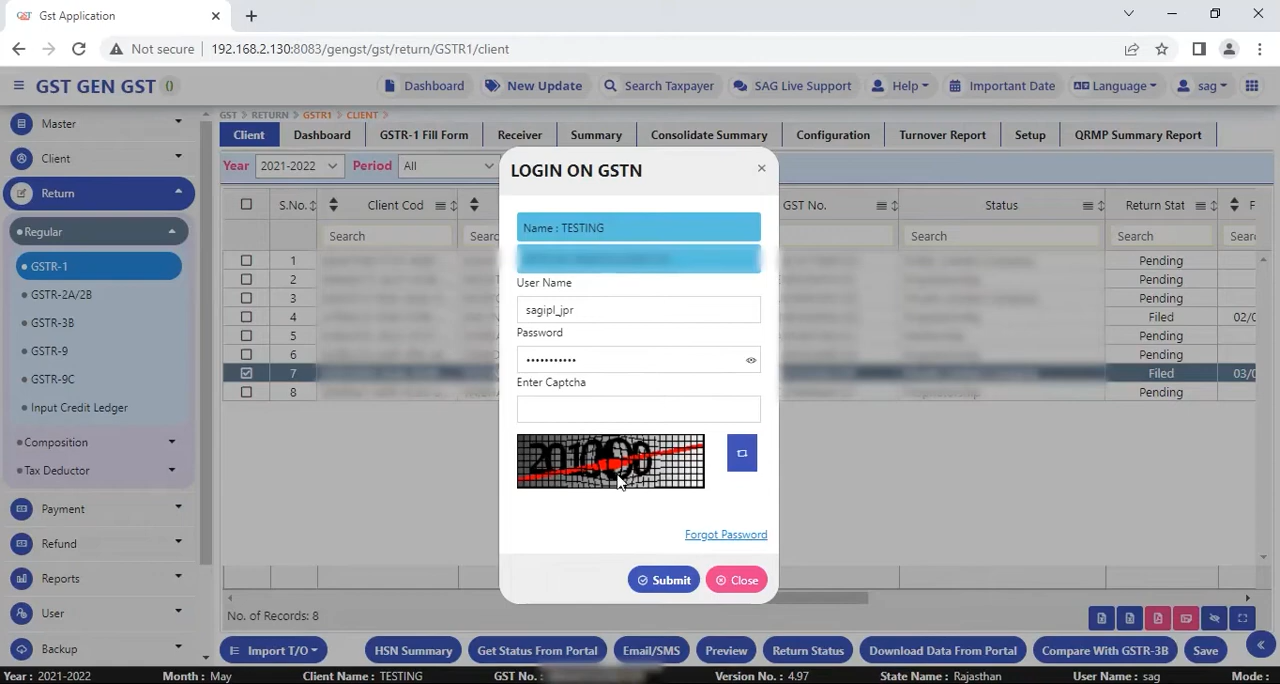 Gst Application
Not secure 192.168.2.130:8083/gengst/gst/return/GSTR1/client
GST GEN GST ()
Dashboard New Update Search Taxpayer SAG Live Support Help Important Date Language sag
Master
Client
Return
Regular
GSTR-1
GSTR-2A/2B
GSTR-3B
GSTR-9
GSTR-9C
Input Credit Ledger
Composition
Tax Deductor
Payment
Refund
Reports
User
Backup
GST > RETURN > GSTR1 > CLIENT >
Client Dashboard GSTR-1 Fill Form Receiver Summary Consolidate Summary Configuration Turnover Report Setup QRMP Summary Report
Year 2021-2022 Period All
S.No. Client Cod GST No. Status Return Stat F
Search Searc Search Search Searc
1 Pending
2 Pending
3 Pending
4 Filed 02/0
5 Pending
6 Pending
7 Filed 03/0
8 Pending
LOGIN ON GSTN
Name : TESTING
User Name
sagipl_jpr
Password
•••••••••••
Enter Captcha
Forgot Password
Submit Close
No. of Records: 8
Import T/O HSN Summary Get Status From Portal Email/SMS Preview Return Status Download Data From Portal Compare With GSTR-3B Save
Year : 2021-2022 Month : May Client Name : TESTING GST No. : Version No. : 4.97 State Name : Rajasthan User Name : sag Mode :